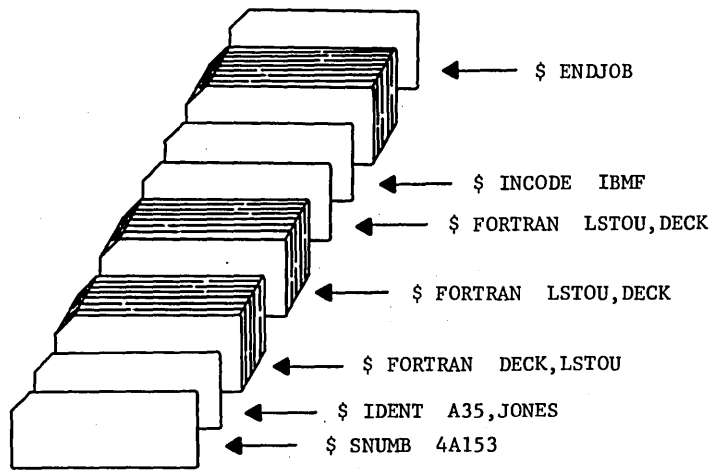 $ ENDJOB
$ INCODE IBMF
$ FORTRAN LSTOU,DECK
$ FORTRAN LSTOU,DECK
$ FORTRAN DECK,LSTOU
$ IDENT A35,JONES
$ SNUMB 4A153